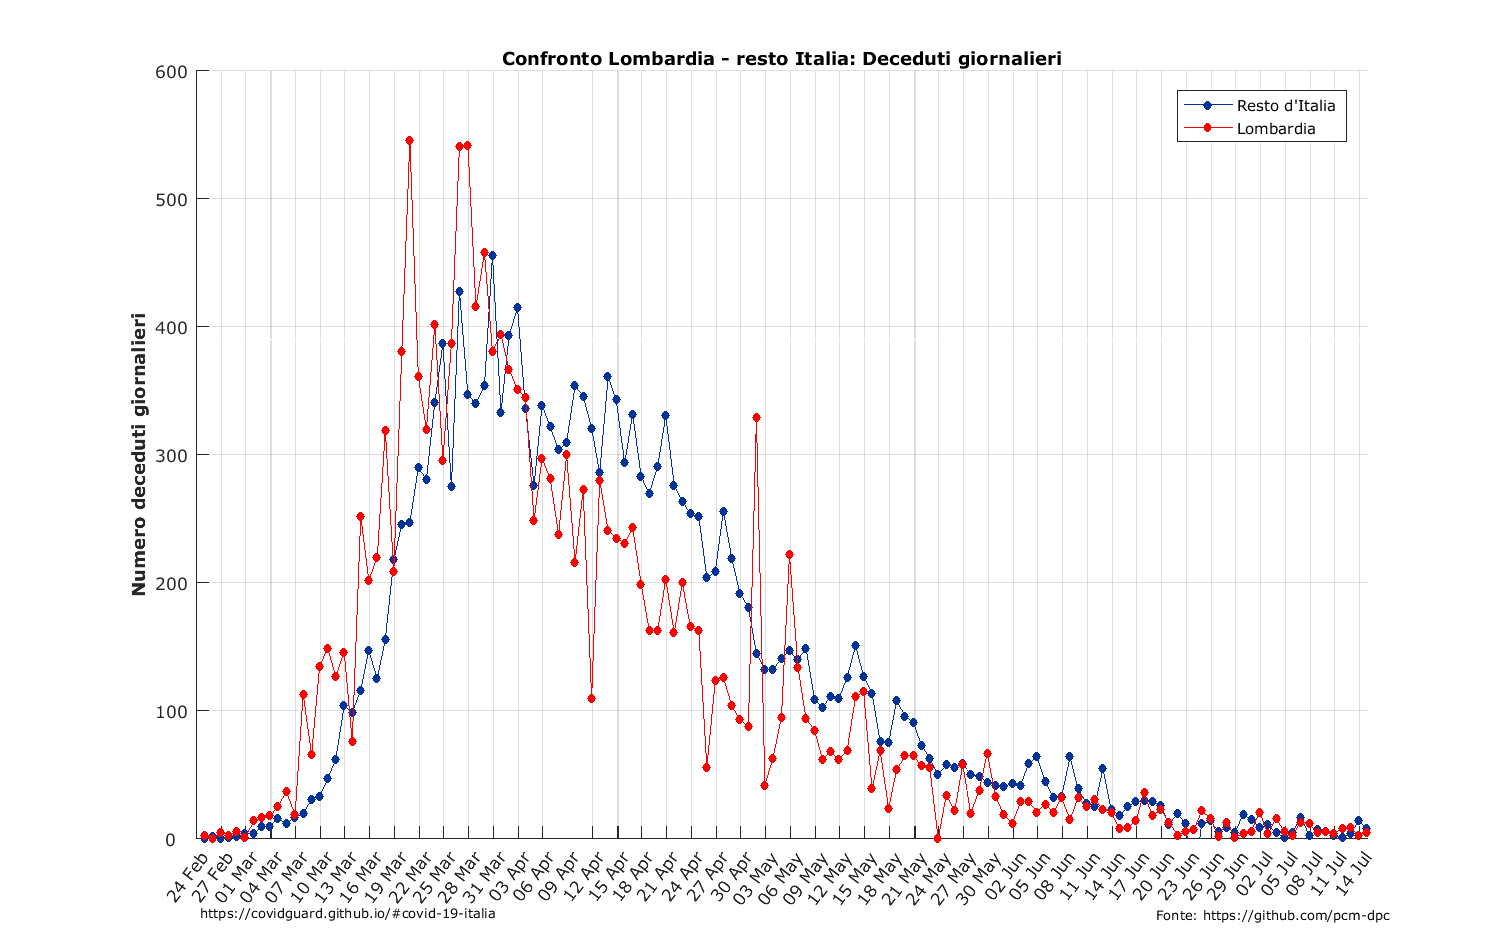 Confronto Lombardia - resto Italia: Deceduti giornalieri
Resto d'Italia
Lombardia
Numero deceduti giornalieri
600
500
400
300
200
100
0
24 Feb
27 Feb
01 Mar
04 Mar
07 Mar
10 Mar
13 Mar
16 Mar
19 Mar
22 Mar
25 Mar
28 Mar
31 Mar
03 Apr
06 Apr
09 Apr
12 Apr
15 Apr
18 Apr
21 Apr
24 Apr
27 Apr
30 Apr
03 May
06 May
09 May
12 May
15 May
18 May
21 May
24 May
27 May
30 May
02 Jun
05 Jun
08 Jun
11 Jun
14 Jun
17 Jun
20 Jun
23 Jun
26 Jun
29 Jun
02 Jul
05 Jul
08 Jul
11 Jul
14 Jul
https://covidguard.github.io/#covid-19-italia
Fonte: https://github.com/pcm-dpc